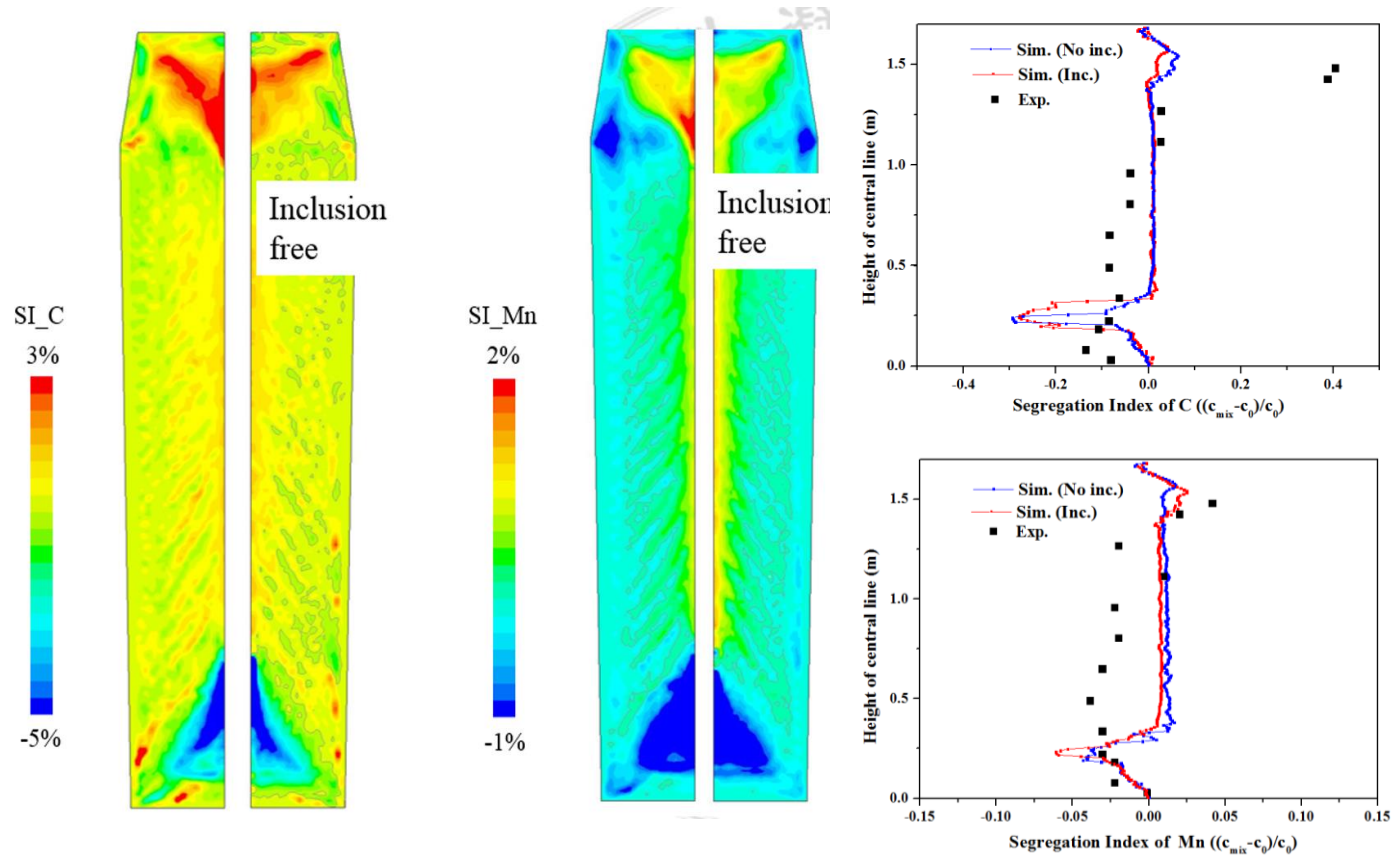 SI_C
3%
-5%
Inclusion
free
SI_Mn
2%
-1%
Inclusion
free
Sim. (No inc.)
Sim. (Inc.)
Exp.
Height of central line (m)
1.5
1.0
0.5
0.0
-0.4 -0.2 0.0 0.2 0.4
Segregation Index of C ((cmix-c0)/c0)
Sim. (No inc.)
Sim. (Inc.)
Exp.
Height of central line (m)
1.5
1.0
0.5
0.0
-0.15 -0.10 -0.05 0.00 0.05 0.10 0.15
Segregation Index of Mn ((cmix-c0)/c0)